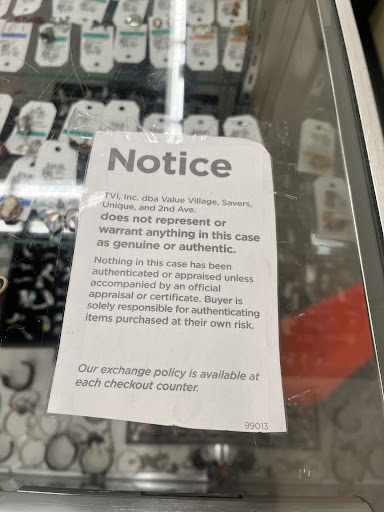 Notice
TVI, Inc. dba Value Village, Savers,
Unique, and 2nd Ave.
does not represent or
warrant anything in this case
as genuine or authentic.
Nothing in this case has been
authenticated or appraised unless
accompanied by an official
appraisal or certificate. Buyer is
solely responsible for authenticating
items purchased at their own risk.
Our exchange policy is available at
each checkout counter.
99013